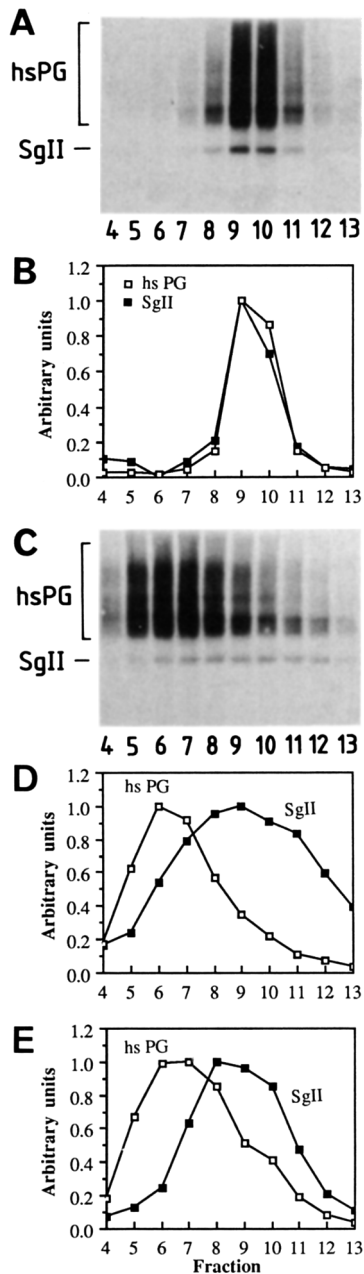 A
hsPG
SgII –
4 5 6 7 8 9 10 11 12 13
B
1.2
1.0
0.8
0.6
0.4
0.2
0.0
Arbitrary units
hs PG
SgII
4 5 6 7 8 9 10 11 12 13
C
hsPG
SgII –
4 5 6 7 8 9 10 11 12 13
D
1.2
1.0
0.8
0.6
0.4
0.2
0.0
Arbitrary units
hs PG
SgII
4 5 6 7 8 9 10 11 12 13
E
1.2
1.0
0.8
0.6
0.4
0.2
0.0
Arbitrary units
hs PG
SgII
4 5 6 7 8 9 10 11 12 13
Fraction